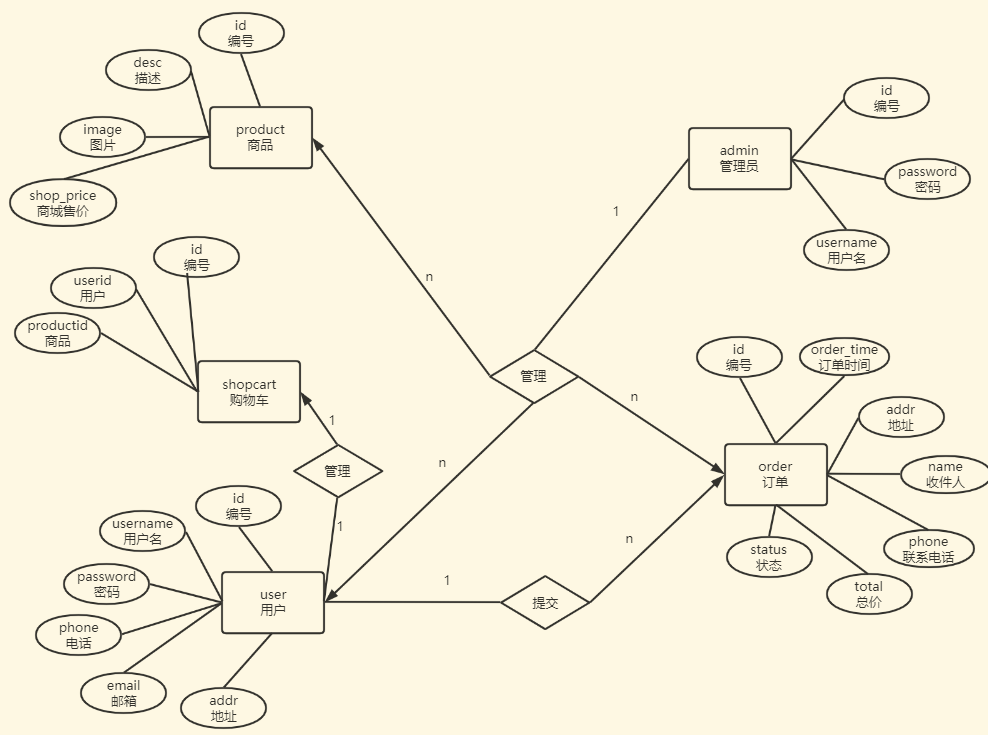 id
编号
desc
描述
image
图片
shop_price
商城售价
product
商品
id
编号
password
密码
username
用户名
admin
管理员
1
n
id
编号
userid
用户
productid
商品
shopcart
购物车
1
管理
1
管理
n
n
id
编号
order_time
订单时间
addr
地址
name
收件人
phone
联系电话
total
总价
status
状态
order
订单
id
编号
username
用户名
password
密码
phone
电话
email
邮箱
addr
地址
user
用户
1
提交
n